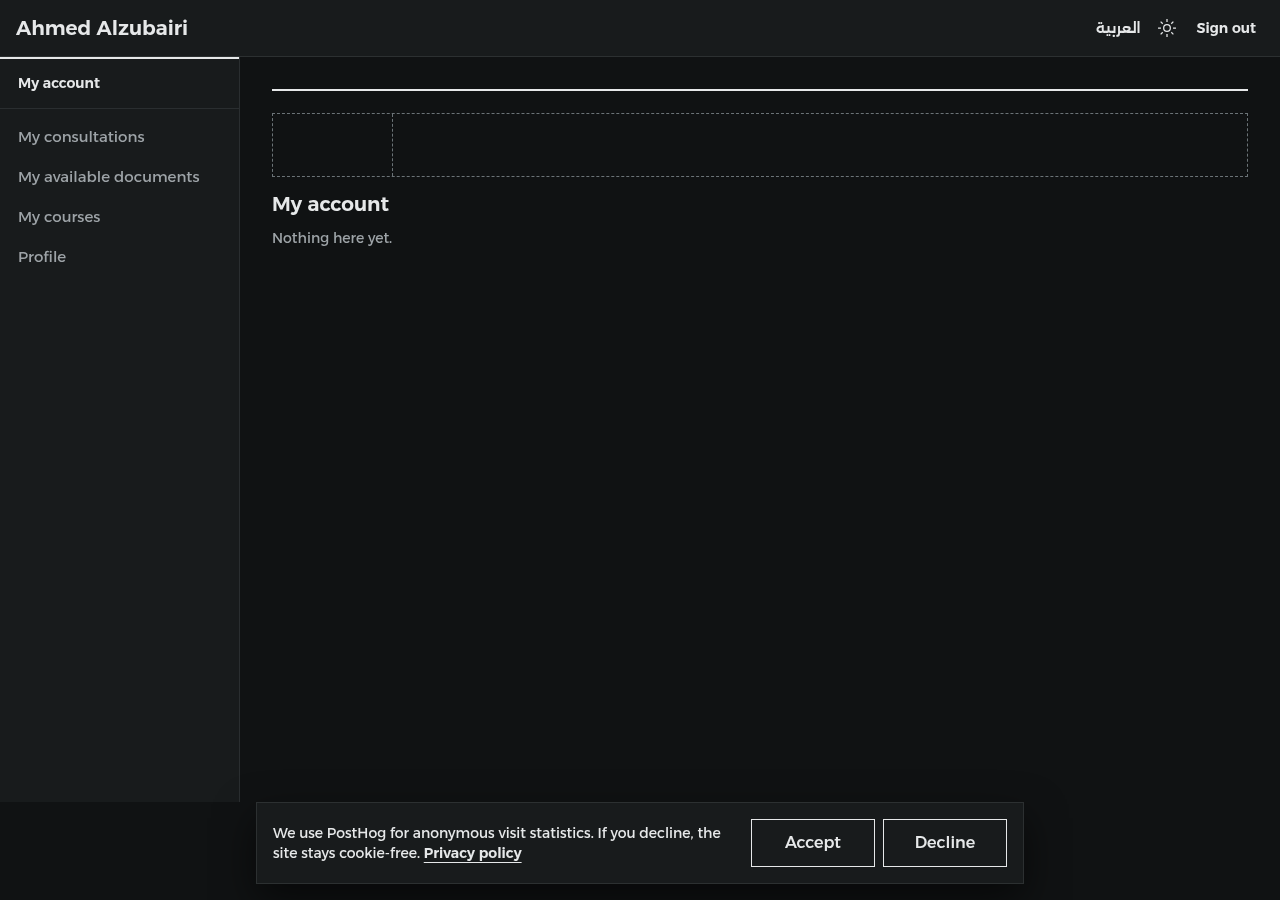 Ahmed Alzubairi
العربية
Sign out
My account
My consultations
My available documents
My courses
Profile
My account
Nothing here yet.
We use PostHog for anonymous visit statistics. If you decline, the
site stays cookie-free. Privacy policy
Accept
Decline